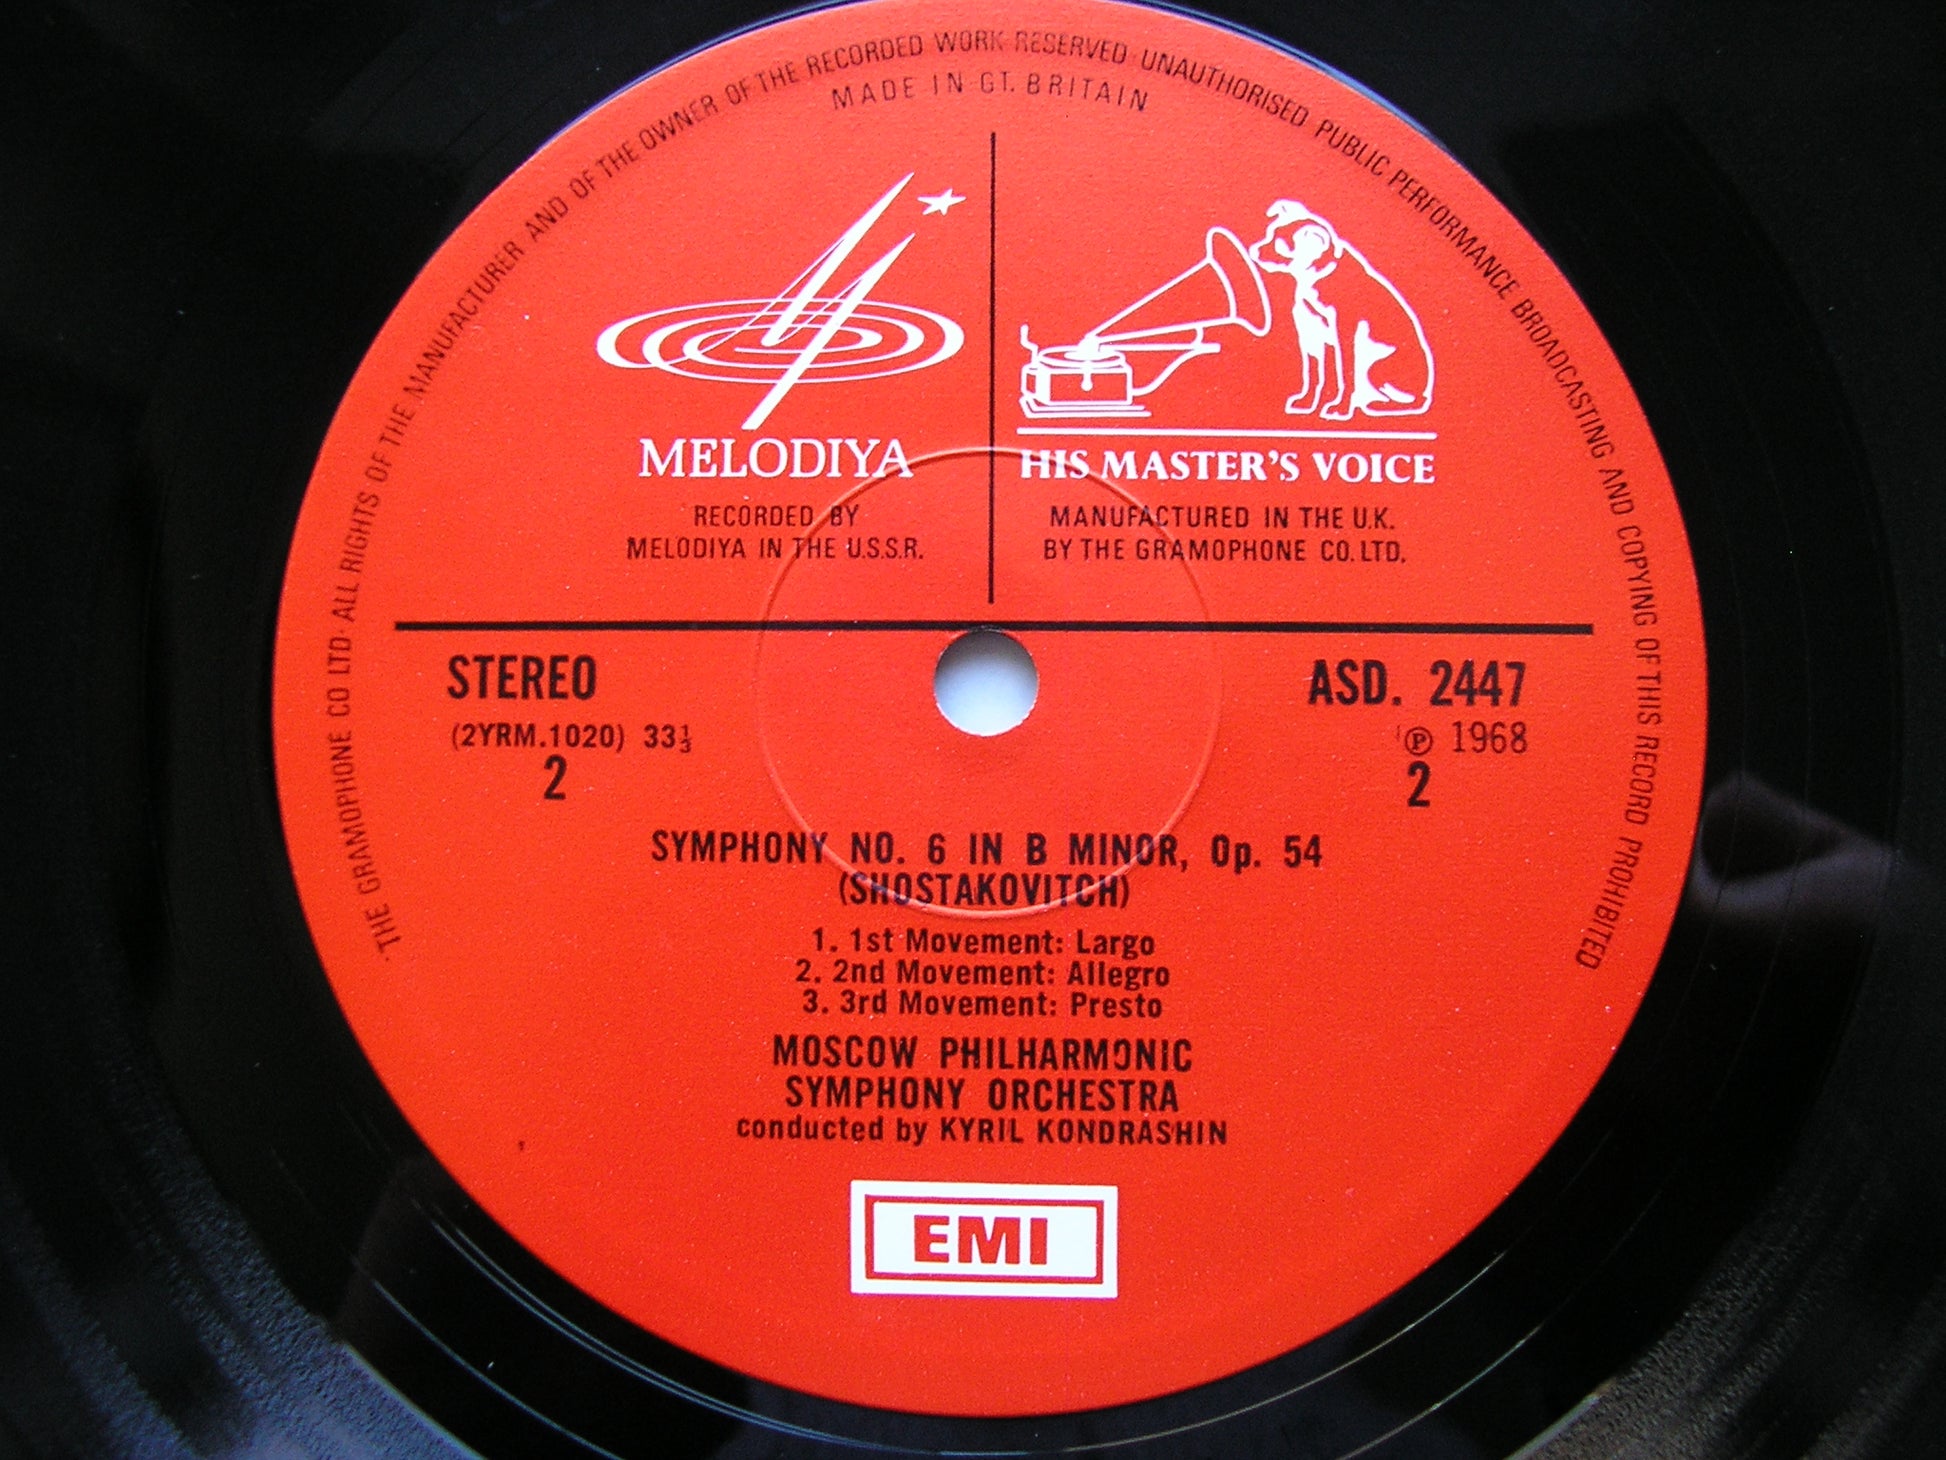 THE GRAMOPHONE CO LTD · ALL RIGHTS OF THE MANUFACTURER AND OF THE OWNER OF THE RECORDED WORK RESERVED · UNAUTHORISED PUBLIC PERFORMANCE BROADCASTING AND COPYING OF THIS RECORD PROHIBITED
MADE IN GT. BRITAIN
MELODIYA
RECORDED BY
MELODIYA IN THE U.S.S.R.
HIS MASTER'S VOICE
MANUFACTURED IN THE U.K.
BY THE GRAMOPHONE CO. LTD.
STEREO
(2YRM.1020) 33⅓
2
ASD. 2447
℗ 1968
2
SYMPHONY NO. 6 IN B MINOR, Op. 54
(SHOSTAKOVITCH)
1. 1st Movement: Largo
2. 2nd Movement: Allegro
3. 3rd Movement: Presto
MOSCOW PHILHARMONIC
SYMPHONY ORCHESTRA
conducted by KYRIL KONDRASHIN
EMI